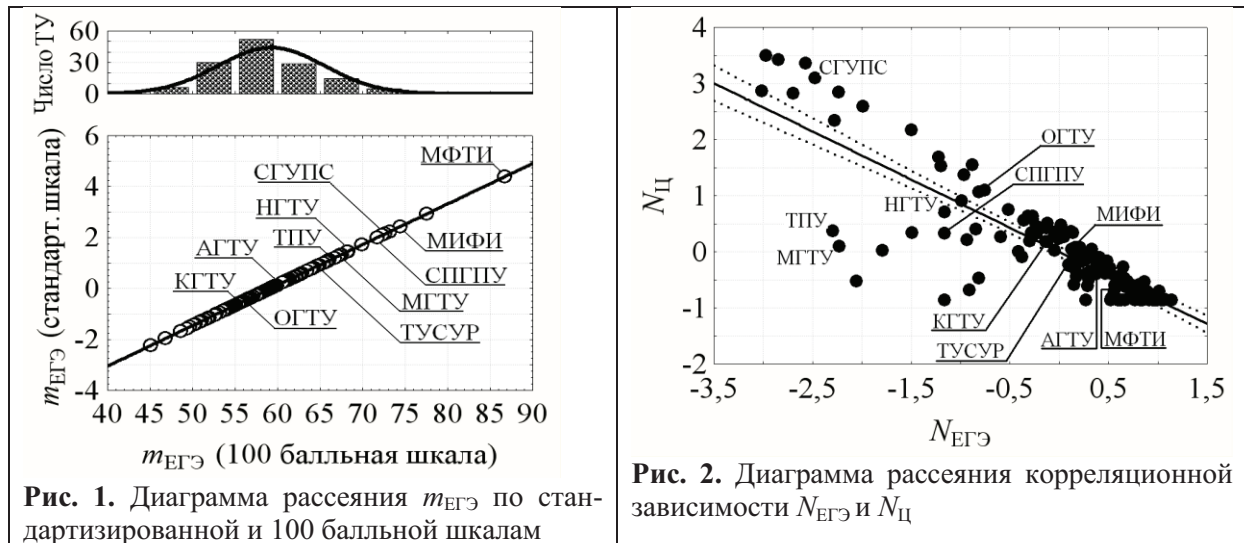 60
30
0
Число ТУ
6
4
2
0
-2
-4
m_ЕГЭ (стандарт. шкала)
МФТИ
СГУПС
НГТУ
МИФИ
ТПУ
АГТУ
СПГПУ
КГТУ
МГТУ
ОГТУ
ТУСУР
40 45 50 55 60 65 70 75 80 85 90
m_ЕГЭ (100 балльная шкала)
Рис. 1. Диаграмма рассеяния m_ЕГЭ по стан-
дартизированной и 100 балльной шкалам
4
3
2
1
0
-1
-2
N_Ц
СГУПС
ОГТУ
СПГПУ
НГТУ
МИФИ
ТПУ
МГТУ
КГТУ
ТУСУР
АГТУ
МФТИ
-3,5 -2,5 -1,5 -0,5 0,5 1,5
N_ЕГЭ
Рис. 2. Диаграмма рассеяния корреляционной
зависимости N_ЕГЭ и N_Ц